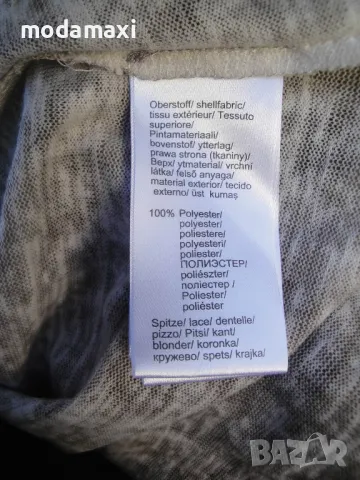 modamaxi
Oberstoff/ shellfabric/
tissu extérieur/ Tessuto
superiore/
Pintamateriaali/
bovenstof/ ytterlag/
prawa strona (tkaniny)/
Верх/ ytmaterial/ vrchní
látka/ felső anyaga/
material exterior/ tecido
externo/ üst kumaş
100% Polyester/
polyester/
poliestere/
polyesteri/
poliester/
ПОЛИЭСТЕР/
poliészter/
πολιεστερ /
Poliester/
poliéster
Spitze/ lace/ dentelle/
pizzo/ Pitsi/ kant/
blonder/ koronka/
кружево/ spets/ krajka/
BAZAR